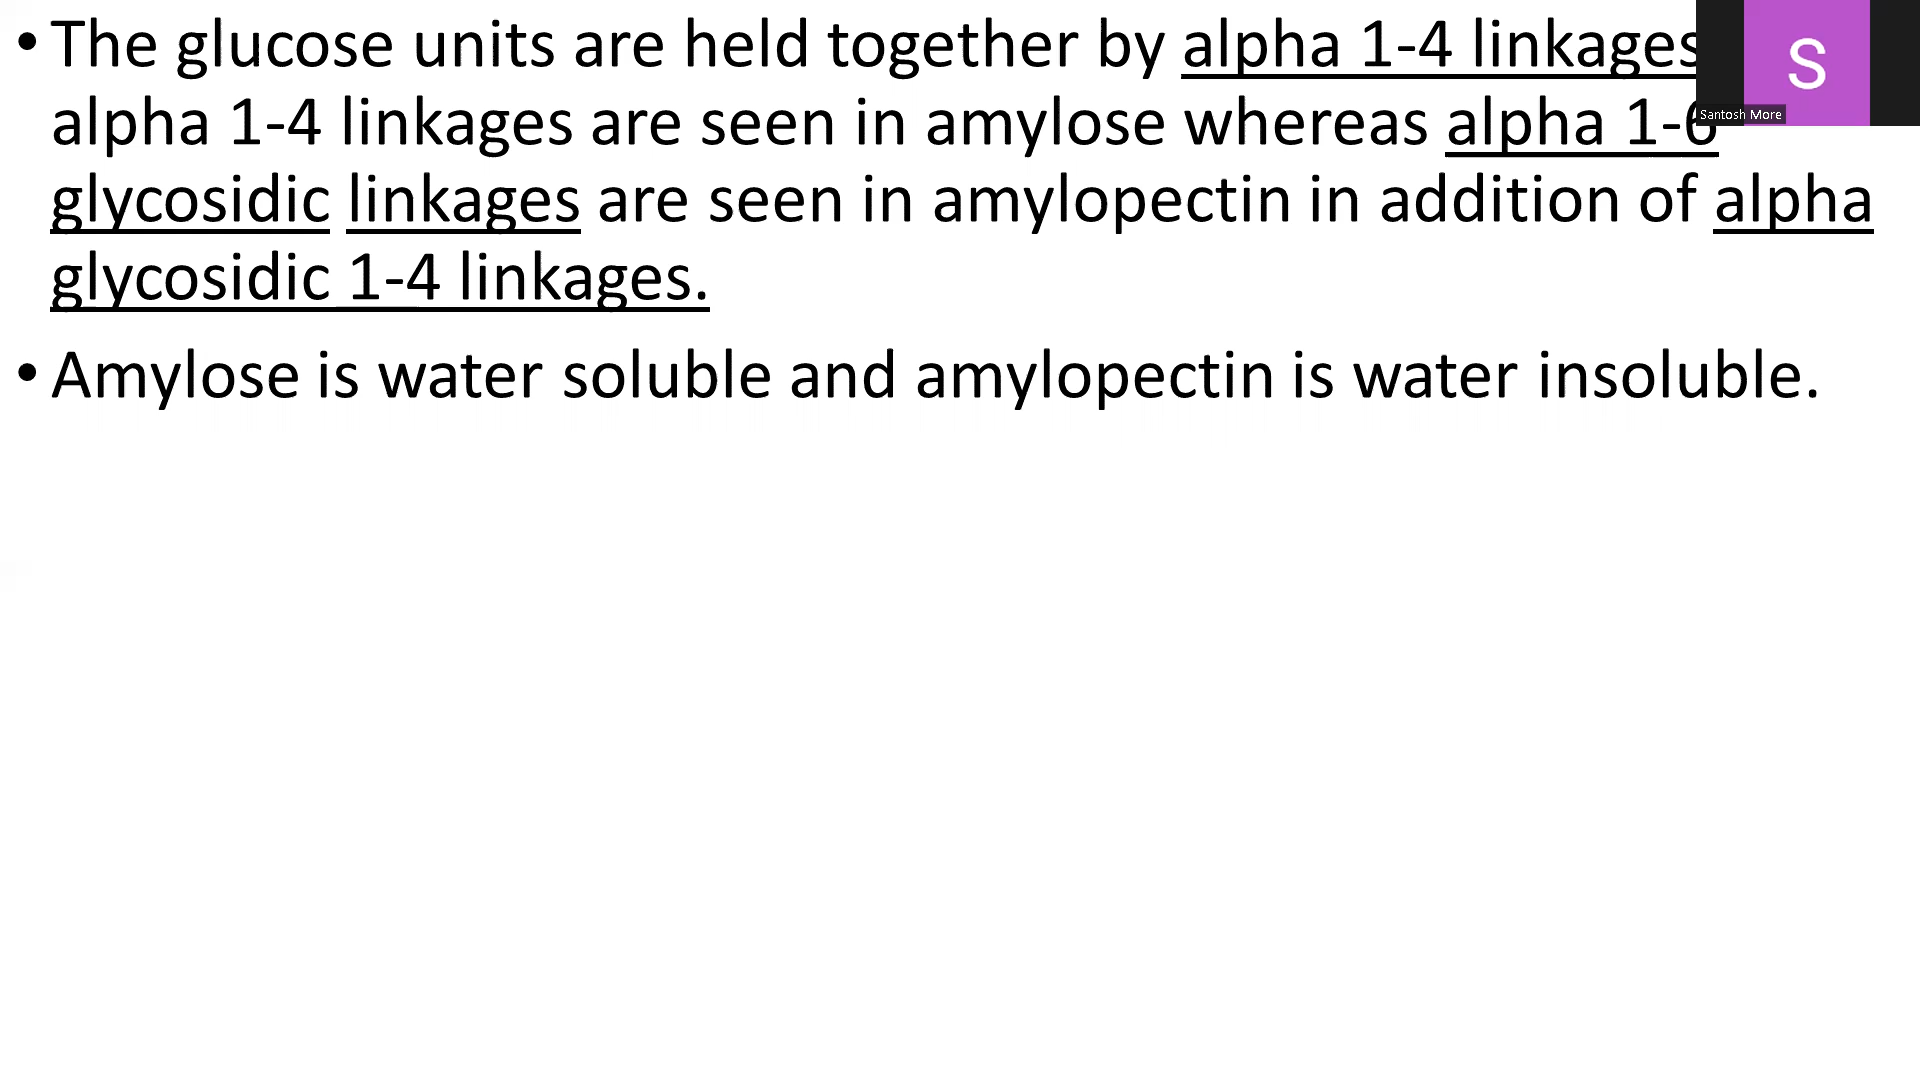 • The glucose units are held together by alpha 1-4 linkages
alpha 1-4 linkages are seen in amylose whereas alpha 1-6
glycosidic linkages are seen in amylopectin in addition of alpha
glycosidic 1-4 linkages.
• Amylose is water soluble and amylopectin is water insoluble.
S
Santosh More